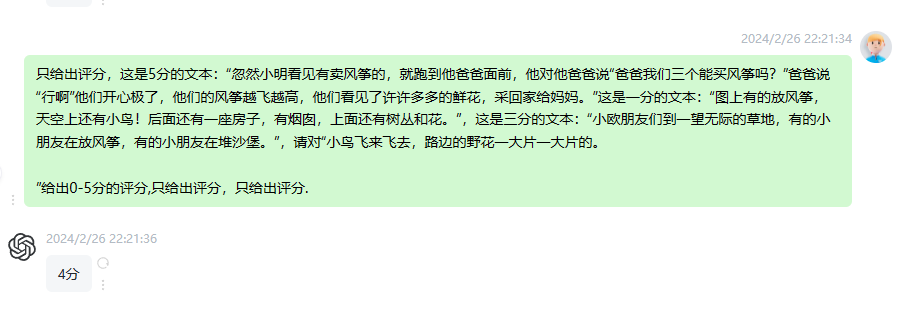 2024/2/26 22:21:34
只给出评分，这是5分的文本：“忽然小明看见有卖风筝的，就跑到他爸爸面前，他对他爸爸说“爸爸我们三个能买风筝吗？”爸爸说
“行啊”他们开心极了，他们的风筝越飞越高，他们看见了许许多多的鲜花，采回家给妈妈。”这是一分的文本：“图上有的放风筝，
天空上还有小鸟！后面还有一座房子，有烟囱，上面还有树丛和花。”，这是三分的文本：“小欧朋友们到一望无际的草地，有的小
朋友在放风筝，有的小朋友在堆沙堡。”，请对“小鸟飞来飞去，路边的野花一大片一大片的。
”给出0-5分的评分,只给出评分，只给出评分.
2024/2/26 22:21:36
4分